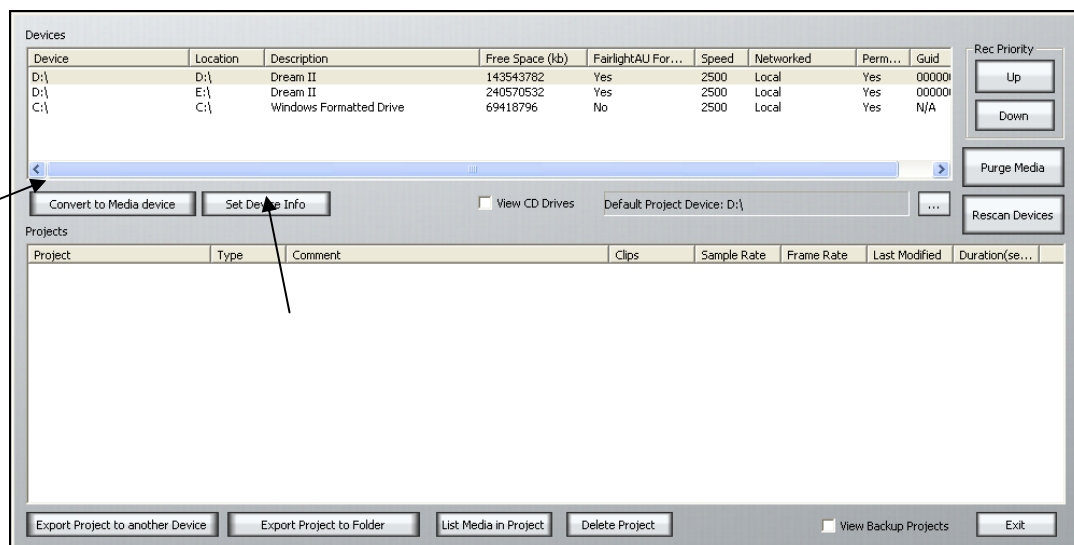 Devices
Device Location Description Free Space (kb) FairlightAU For... Speed Networked Perm... Guid
D:\ D:\ Dream II 143543782 Yes 2500 Local Yes 00000
D:\ E:\ Dream II 240570532 Yes 2500 Local Yes 00000
C:\ C:\ Windows Formatted Drive 69418796 No 2500 Local Yes N/A
Rec Priority
Up
Down
Purge Media
Rescan Devices
Convert to Media device Set Device Info View CD Drives Default Project Device: D:\ ...
Projects
Project Type Comment Clips Sample Rate Frame Rate Last Modified Duration(se...
Export Project to another Device Export Project to Folder List Media in Project Delete Project View Backup Projects Exit